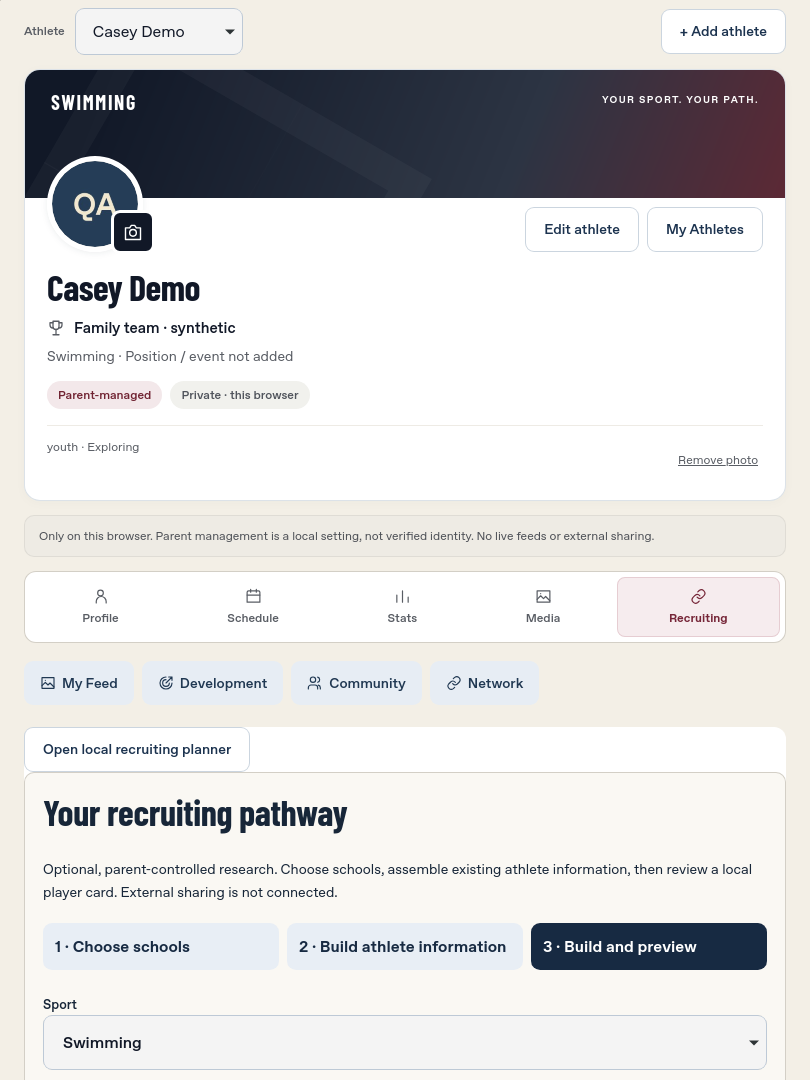 Athlete
Casey Demo
+ Add athlete
SWIMMING
YOUR SPORT. YOUR PATH.
QA
Edit athlete
My Athletes
Casey Demo
Family team · synthetic
Swimming · Position / event not added
Parent-managed
Private · this browser
youth · Exploring
Remove photo
Only on this browser. Parent management is a local setting, not verified identity. No live feeds or external sharing.
Profile
Schedule
Stats
Media
Recruiting
My Feed
Development
Community
Network
Open local recruiting planner
Your recruiting pathway
Optional, parent-controlled research. Choose schools, assemble existing athlete information, then review a local
player card. External sharing is not connected.
1 · Choose schools
2 · Build athlete information
3 · Build and preview
Sport
Swimming